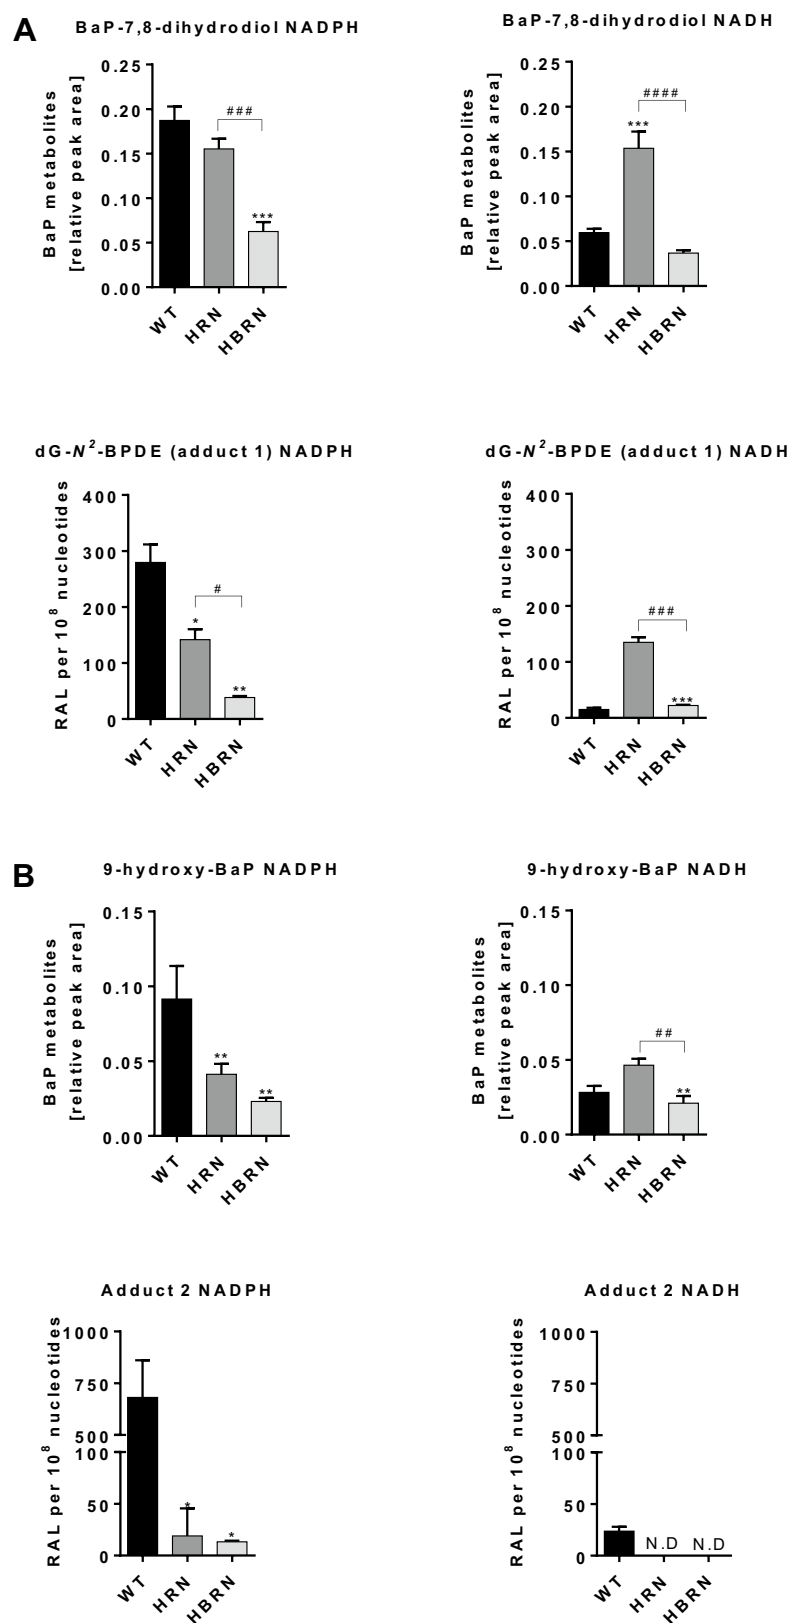 A
BaP-7,8-dihydrodiol NADPH
BaP metabolites
[relative peak area]
0.25
0.20
0.15
0.10
0.05
0.00
###
***
WT
HRN
HBRN
BaP-7,8-dihydrodiol NADH
BaP metabolites
[relative peak area]
0.25
0.20
0.15
0.10
0.05
0.00
####
***
WT
HRN
HBRN
dG-N²-BPDE (adduct 1) NADPH
RAL per 10⁸ nucleotides
400
300
200
100
0
#
*
**
WT
HRN
HBRN
dG-N²-BPDE (adduct 1) NADH
RAL per 10⁸ nucleotides
400
300
200
100
0
###
***
WT
HRN
HBRN
B
9-hydroxy-BaP NADPH
BaP metabolites
[relative peak area]
0.15
0.10
0.05
0.00
**
**
WT
HRN
HBRN
9-hydroxy-BaP NADH
BaP metabolites
[relative peak area]
0.15
0.10
0.05
0.00
##
**
WT
HRN
HBRN
Adduct 2 NADPH
RAL per 10⁸ nucleotides
1000
750
500
100
50
0
*
*
WT
HRN
HBRN
Adduct 2 NADH
RAL per 10⁸ nucleotides
1000
750
500
100
50
0
N.D
N.D
WT
HRN
HBRN